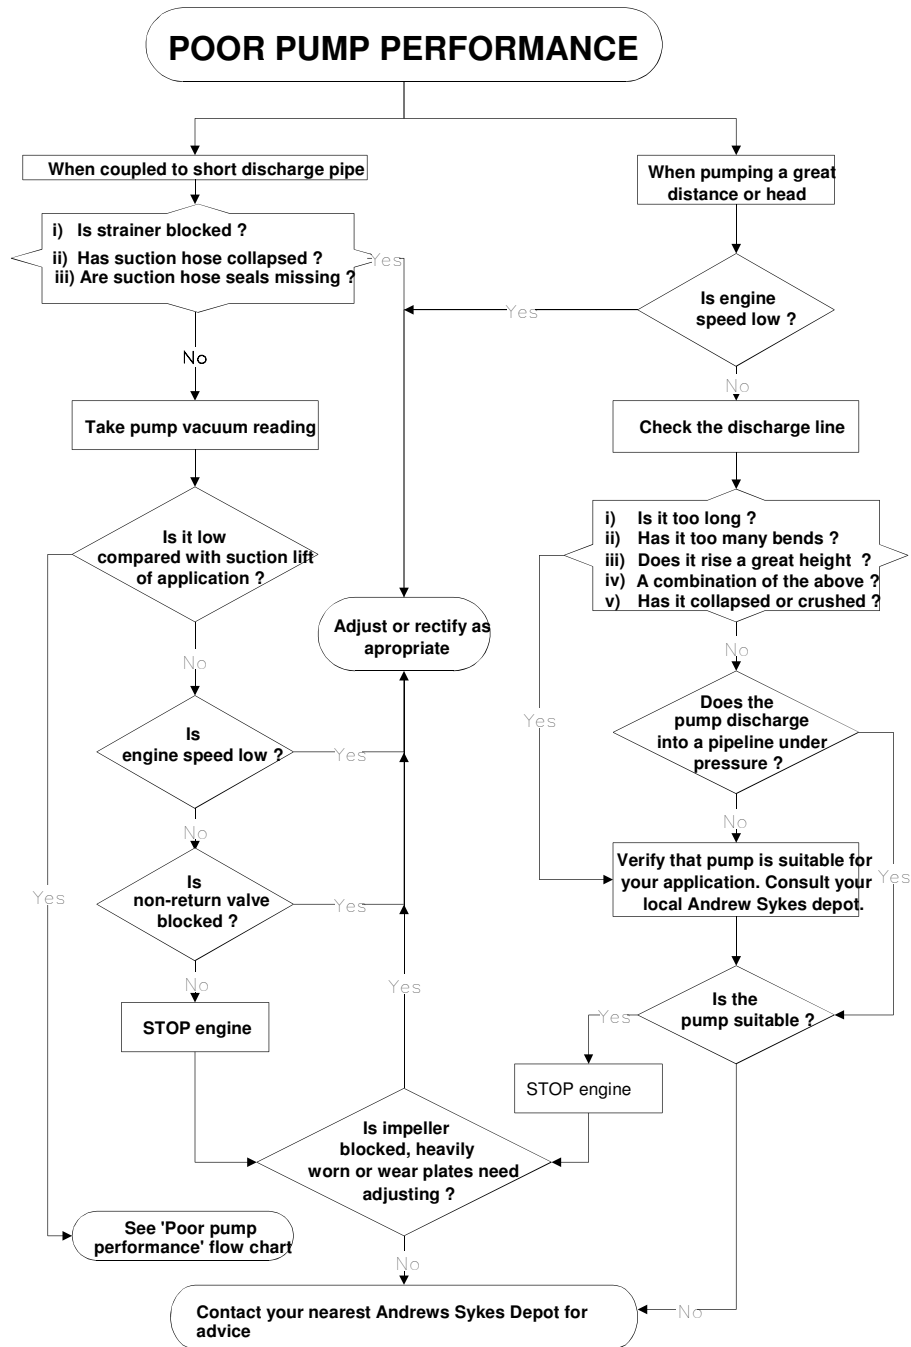 POOR PUMP PERFORMANCE
When coupled to short discharge pipe
i) Is strainer blocked ?
ii) Has suction hose collapsed ?
iii) Are suction hose seals missing ?
Yes
No
Take pump vacuum reading
Is it low
compared with suction lift
of application ?
No
Is
engine speed low ?
Yes
No
Is
non-return valve
blocked ?
Yes
Yes
No
STOP engine
See 'Poor pump
performance' flow chart
Adjust or rectify as
apropriate
Yes
Is impeller
blocked, heavily
worn or wear plates need
adjusting ?
No
Contact your nearest Andrews Sykes Depot for
advice
When pumping a great
distance or head
Is engine
speed low ?
Yes
No
Check the discharge line
i) Is it too long ?
ii) Has it too many bends ?
iii) Does it rise a great height ?
iv) A combination of the above ?
v) Has it collapsed or crushed ?
Yes
No
Does the
pump discharge
into a pipeline under
pressure ?
No
Yes
Verify that pump is suitable for
your application. Consult your
local Andrew Sykes depot.
Is the
pump suitable ?
Yes
STOP engine
No